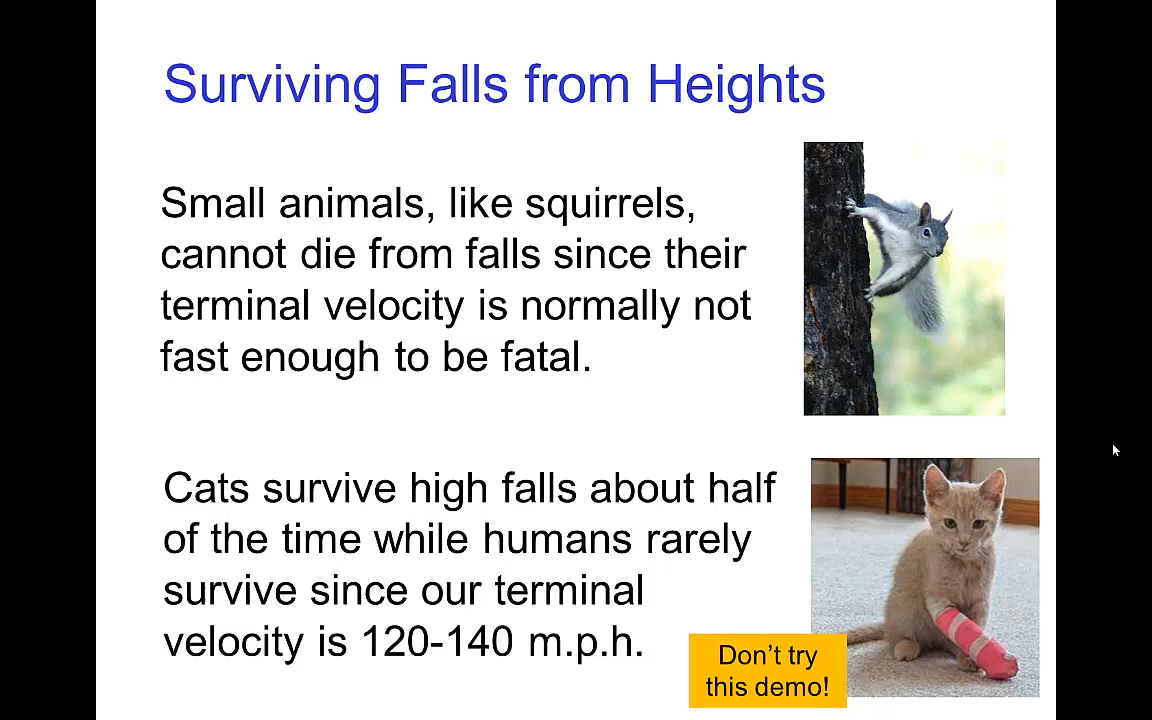 Surviving Falls from Heights
Small animals, like squirrels,
cannot die from falls since their
terminal velocity is normally not
fast enough to be fatal.
Cats survive high falls about half
of the time while humans rarely
survive since our terminal
velocity is 120-140 m.p.h.
Don't try
this demo!